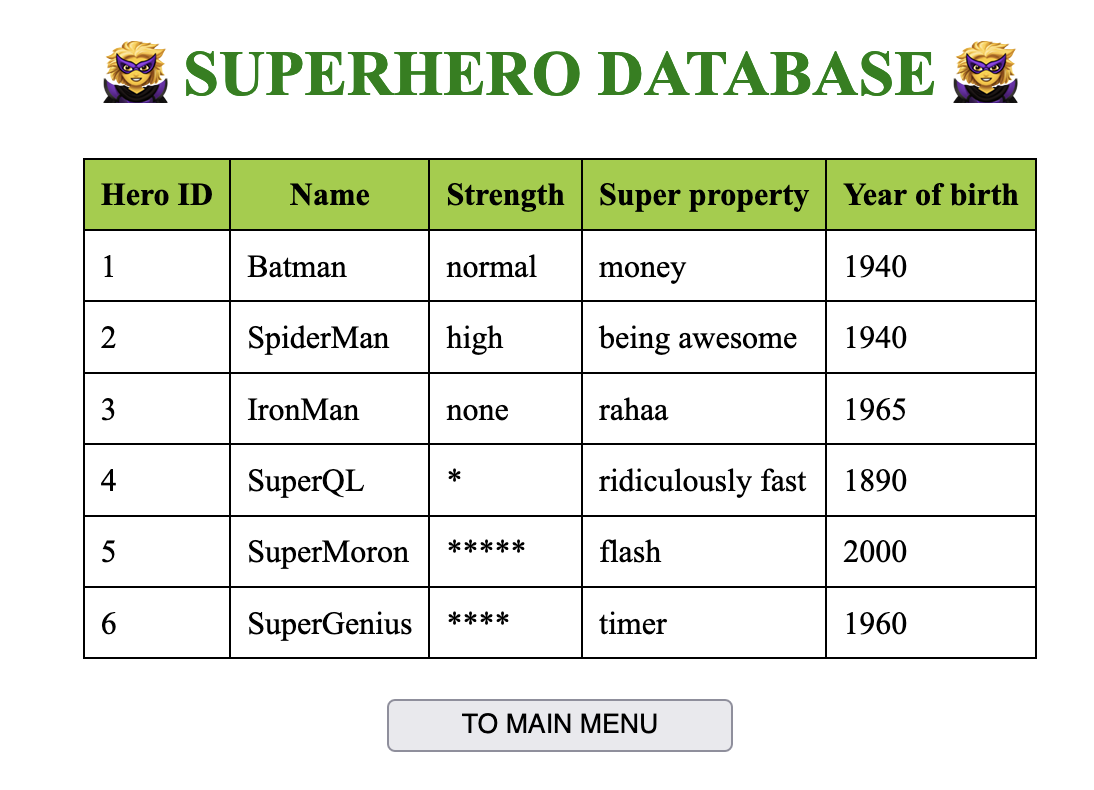 SUPERHERO DATABASE
Hero ID Name Strength Super property Year of birth
1 Batman normal money 1940
2 SpiderMan high being awesome 1940
3 IronMan none rahaa 1965
4 SuperQL * ridiculously fast 1890
5 SuperMoron ***** flash 2000
6 SuperGenius **** timer 1960
TO MAIN MENU